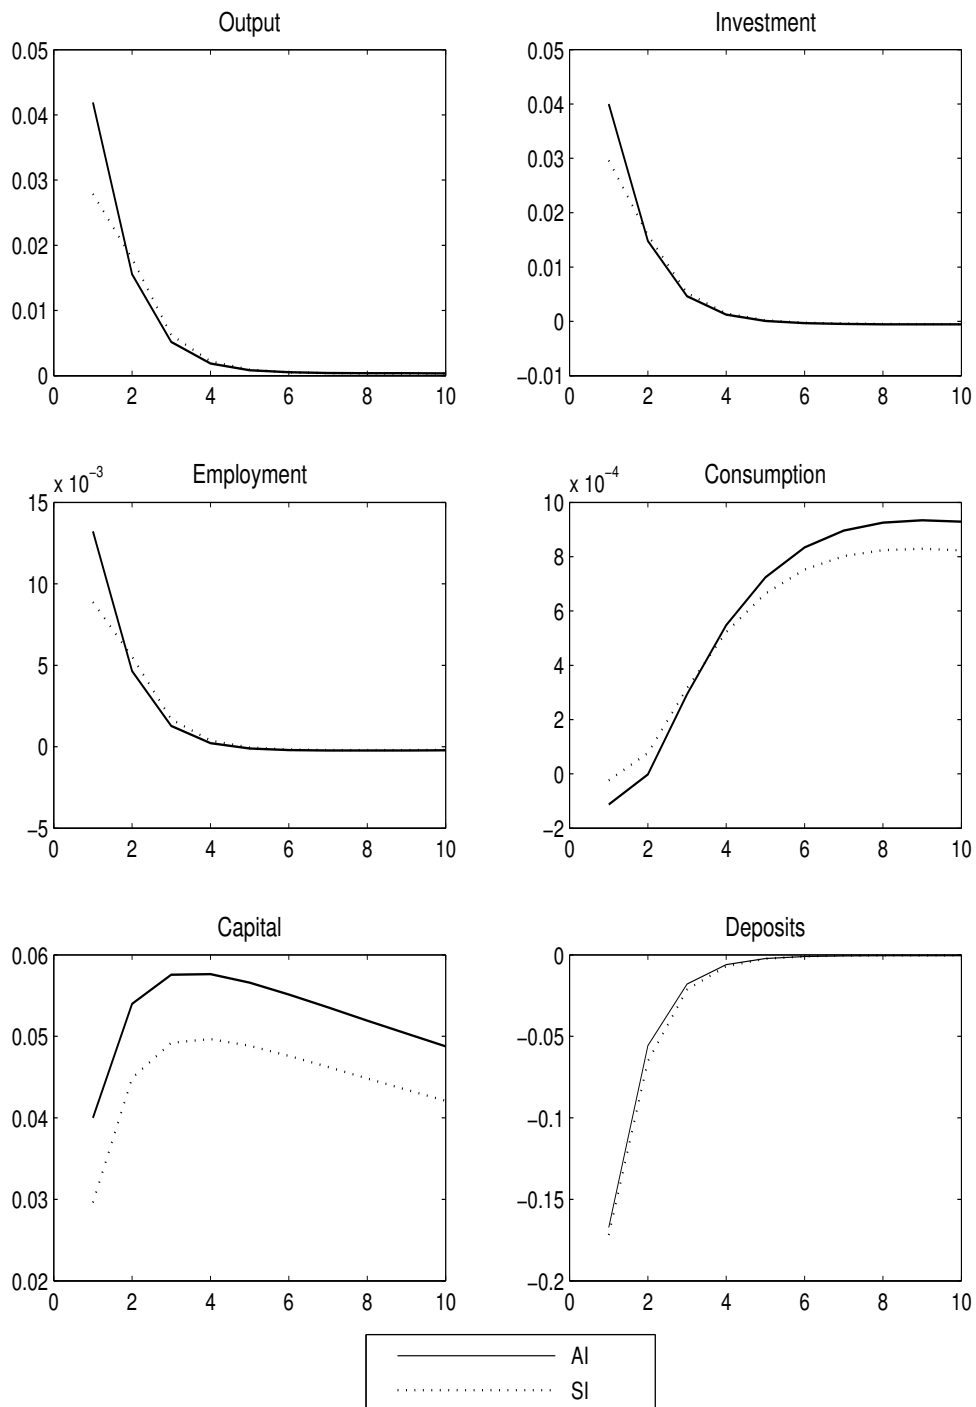 Output
0.05
0.04
0.03
0.02
0.01
0
0 2 4 6 8 10
Investment
0.05
0.04
0.03
0.02
0.01
0
−0.01
0 2 4 6 8 10
Employment
x 10⁻³
15
10
5
0
−5
0 2 4 6 8 10
Consumption
x 10⁻⁴
10
8
6
4
2
0
−2
0 2 4 6 8 10
Capital
0.06
0.05
0.04
0.03
0.02
0 2 4 6 8 10
Deposits
0
−0.05
−0.1
−0.15
−0.2
0 2 4 6 8 10
AI
SI